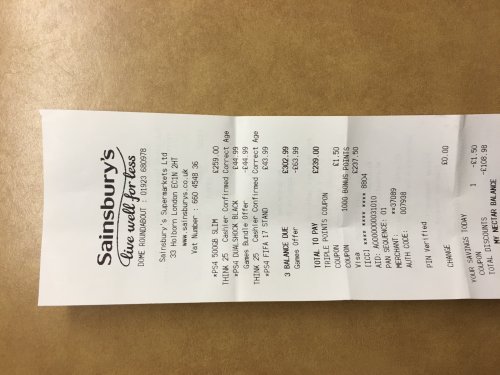 Sainsbury's
live well for less
DOME ROUNDABOUT : 01923 680978
Sainsbury's Supermarkets Ltd
33 Holborn London EC1N 2HT
www.sainsburys.co.uk
Vat Number : 660 4548 36
*PS4 500GB SLIM £259.00
THINK 25 Cashier Confirmed Correct Age
*PS4 DUALSHOCK BLACK £44.99
Games Bundle Offer -£44.99
THINK 25 Cashier Confirmed Correct Age
*PS4 FIFA 17 STAND £43.99
3 BALANCE DUE £302.99
Games Offer -£63.99
TOTAL TO PAY £239.00
TRIPLE POINTS COUPON
COUPON £1.50
COUPON 1000 BONUS POINTS
Visa £237.50
(ICC) **** **** **** 8804
AID: A0000000031010
PAN SEQUENCE: 01
MERCHANT: **37089
AUTH CODE: 007938
PIN Verified
CHANGE £0.00
YOUR SAVINGS TODAY
COUPON 1 -£1.50
TOTAL DISCOUNTS -£108.98
MY NECTAR BALANCE